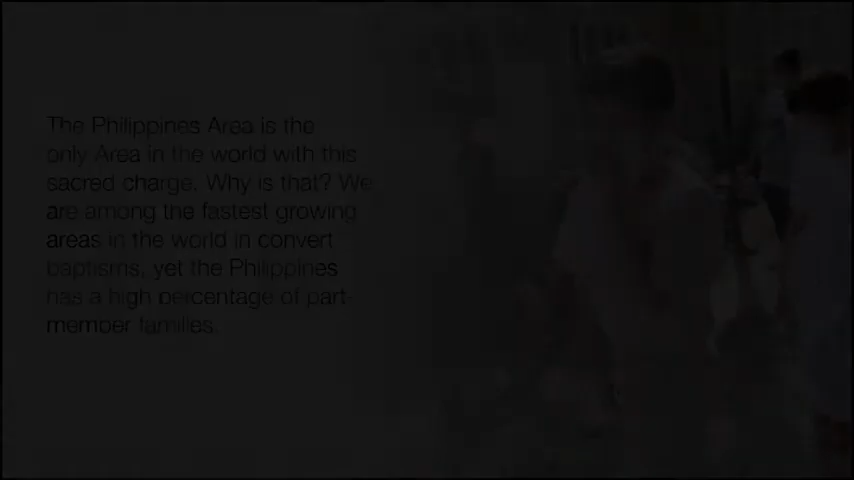 The Philippines Area is the
only Area in the world with this
sacred charge. Why is that? We
are among the fastest growing
areas in the world in convert
baptisms, yet the Philippines
has a high percentage of part-
member families.